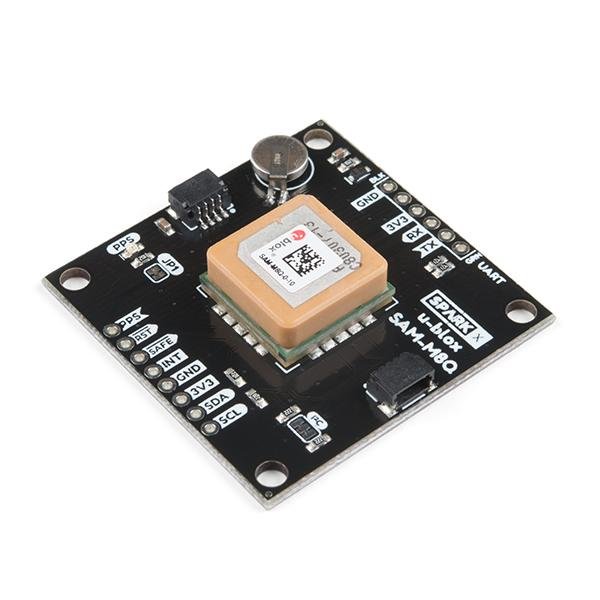 BLK
GND
3V3
RX
TX
UART
PPS
JP1
u-blox
SAM-M8Q-0-10
SPARK X
u-blox
SAM-M8Q
PPS
RST
SAFE
INT
GND
3V3
SDA
SCL
I²C